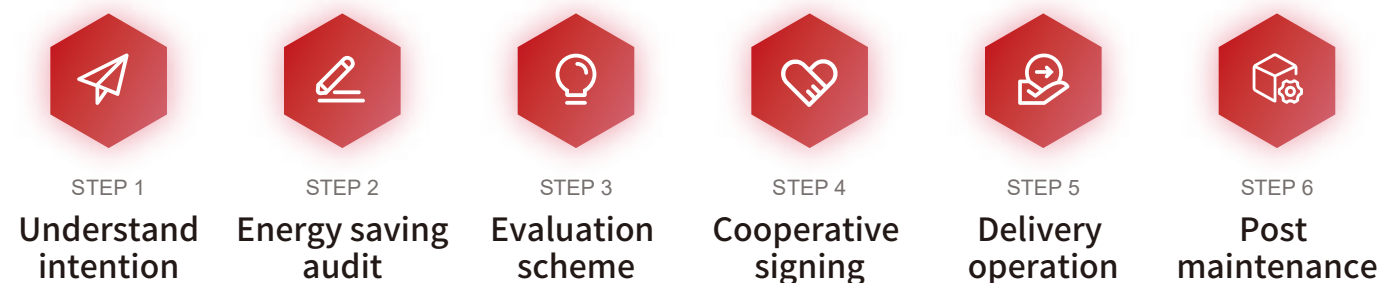 STEP 1
Understand
intention
STEP 2
Energy saving
audit
STEP 3
Evaluation
scheme
STEP 4
Cooperative
signing
STEP 5
Delivery
operation
STEP 6
Post
maintenance